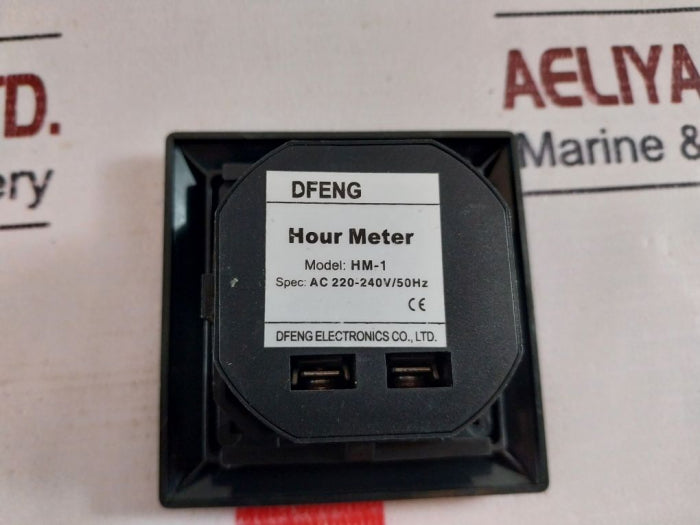 TD.
ery
AELIYA
Marine &
DFENG
Hour Meter
Model: HM-1
Spec: AC 220-240V/50Hz
CE
DFENG ELECTRONICS CO., LTD.